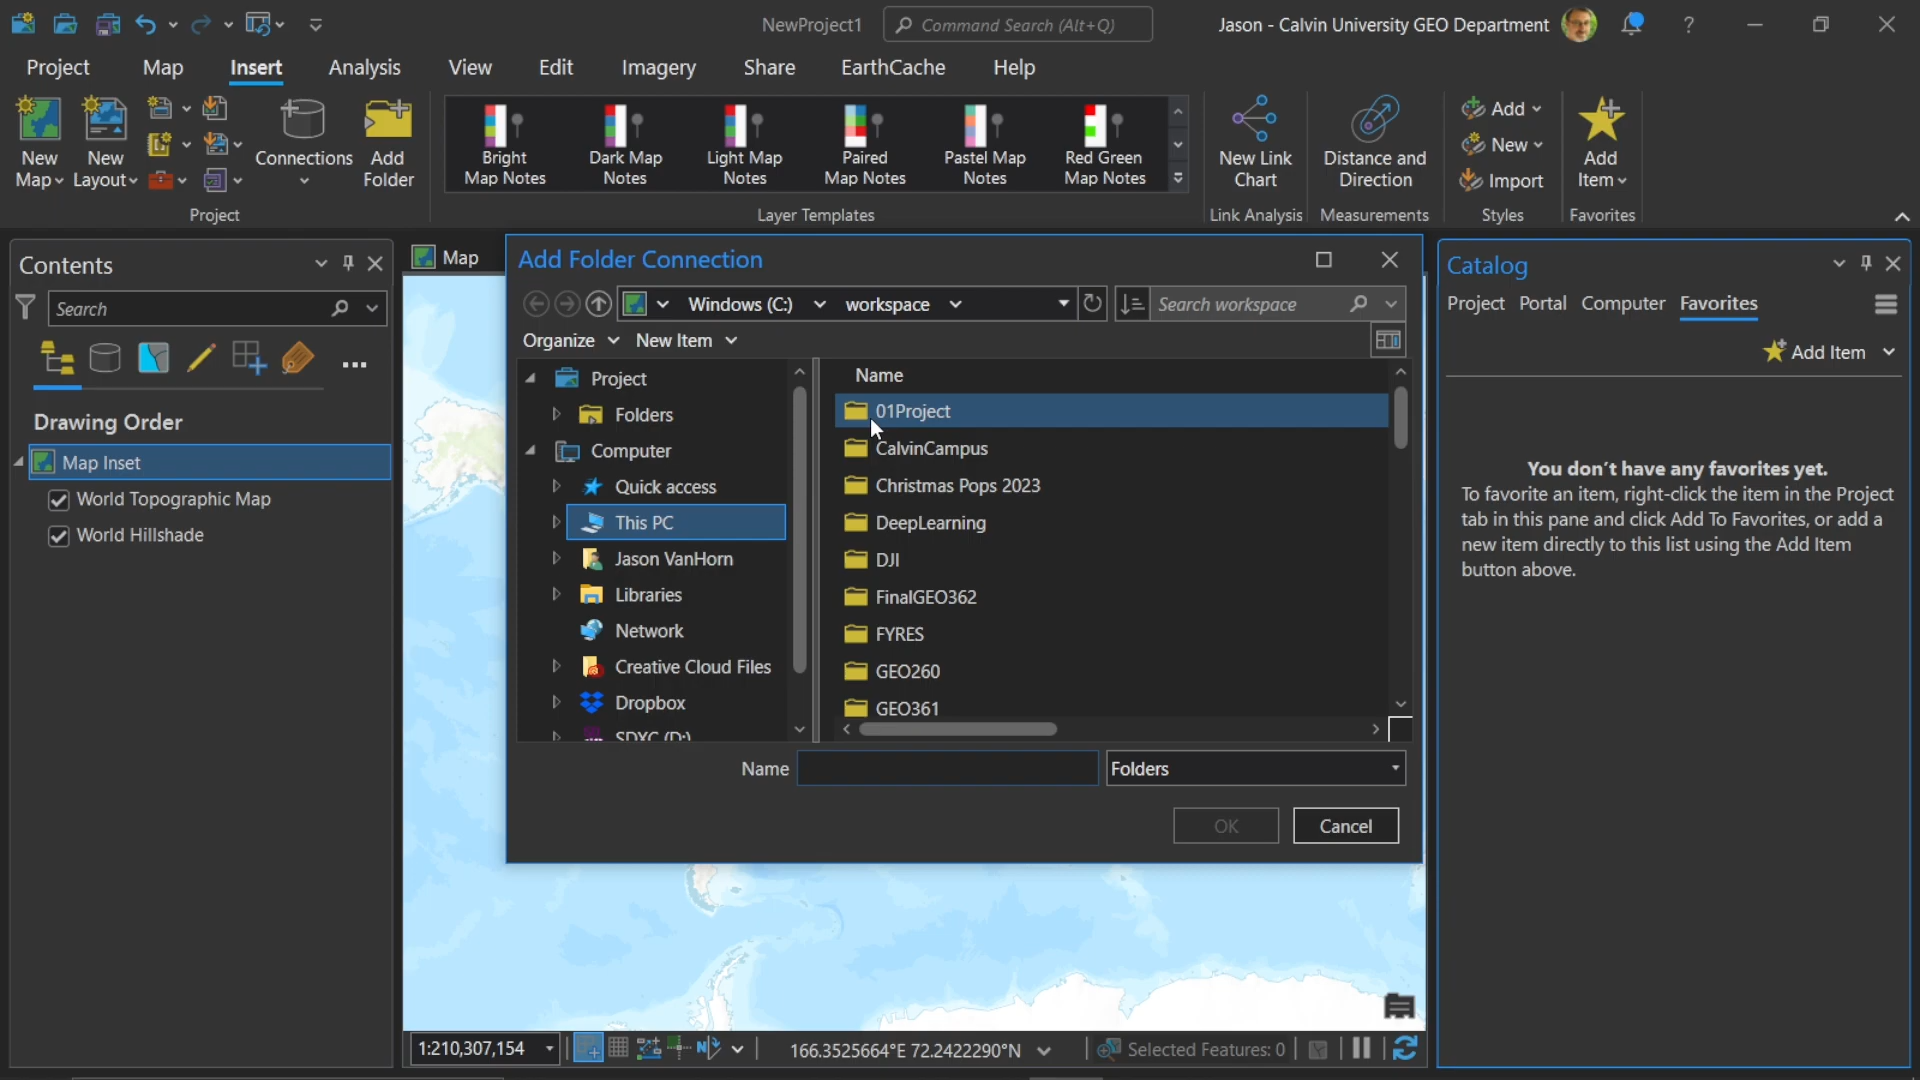 NewProject1
Command Search (Alt+Q)
Jason - Calvin University GEO Department
?
Project
Map
Insert
Analysis
View
Edit
Imagery
Share
EarthCache
Help
New
Map
New
Layout
Connections
Add
Folder
Project
Bright
Map Notes
Dark Map
Notes
Light Map
Notes
Paired
Map Notes
Pastel Map
Notes
Red Green
Map Notes
Layer Templates
New Link
Chart
Link Analysis
Distance and
Direction
Measurements
Add
New
Import
Styles
Add
Item
Favorites
Contents
Search
Drawing Order
Map Inset
World Topographic Map
World Hillshade
Map
Add Folder Connection
Windows (C:)
workspace
Search workspace
Organize
New Item
Project
Folders
Computer
Quick access
This PC
Jason VanHorn
Libraries
Network
Creative Cloud Files
Dropbox
SDXC (D:)
Name
01Project
CalvinCampus
Christmas Pops 2023
DeepLearning
DJI
FinalGEO362
FYRES
GEO260
GEO361
Name
Folders
OK
Cancel
1:210,307,154
166.3525664°E 72.2422290°N
Selected Features: 0
Catalog
Project
Portal
Computer
Favorites
Add Item
You don't have any favorites yet.
To favorite an item, right-click the item in the Project
tab in this pane and click Add To Favorites, or add a
new item directly to this list using the Add Item
button above.